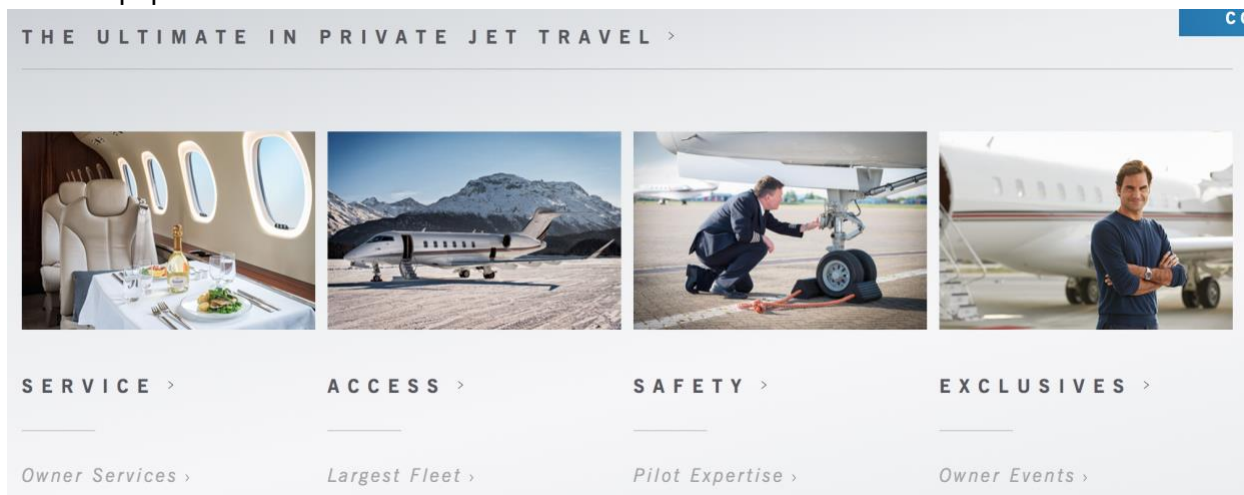 THE ULTIMATE IN PRIVATE JET TRAVEL >
SERVICE >
ACCESS >
SAFETY >
EXCLUSIVES >
Owner Services >
Largest Fleet >
Pilot Expertise >
Owner Events >